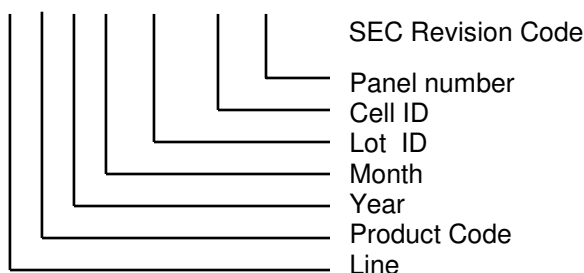 SEC Revision Code
Panel number
Cell ID
Lot ID
Month
Year
Product Code
Line